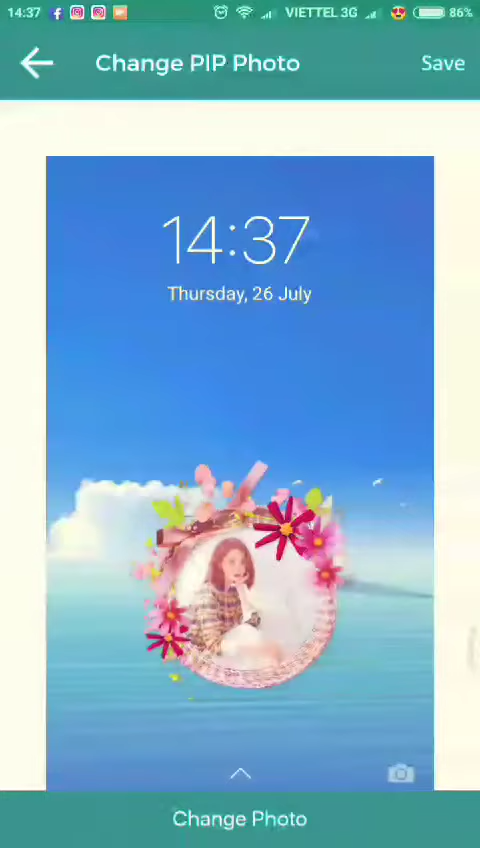 14:37 VIETTEL 3G 86%
Change PIP Photo Save
14:37
Thursday, 26 July
Change Photo